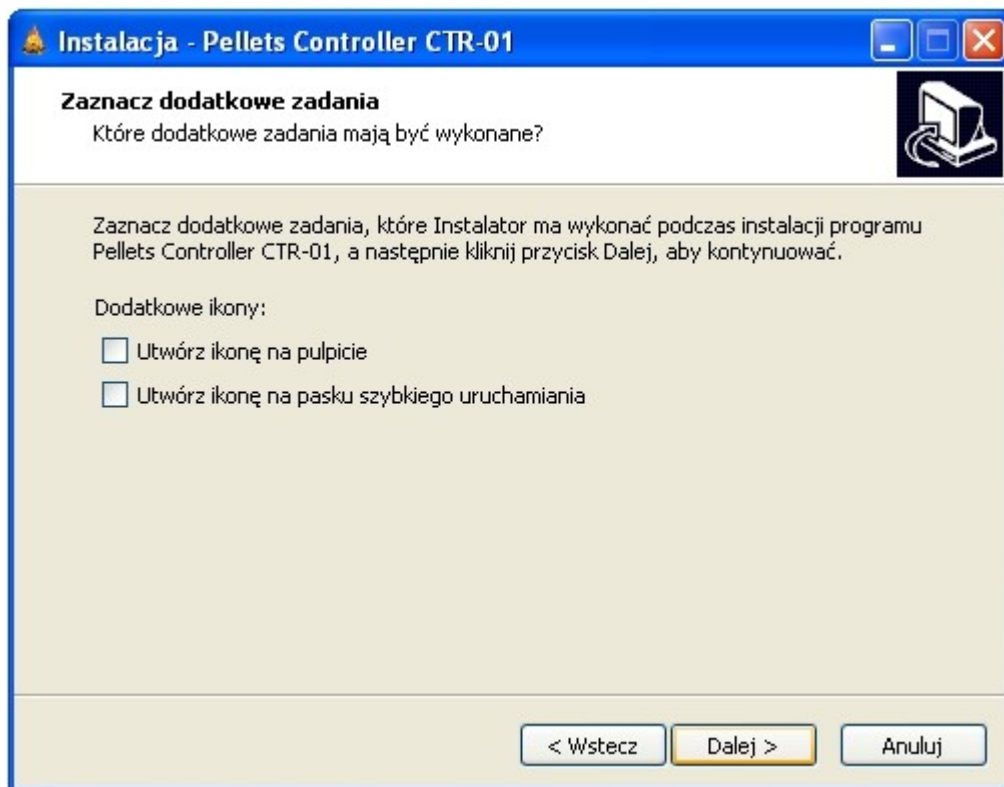 Instalacja - Pellets Controller CTR-01
Zaznacz dodatkowe zadania
Które dodatkowe zadania mają być wykonane?
Zaznacz dodatkowe zadania, które Instalator ma wykonać podczas instalacji programu
Pellets Controller CTR-01, a następnie kliknij przycisk Dalej, aby kontynuować.
Dodatkowe ikony:
Utwórz ikonę na pulpicie
Utwórz ikonę na pasku szybkiego uruchamiania
< Wstecz
Dalej >
Anuluj